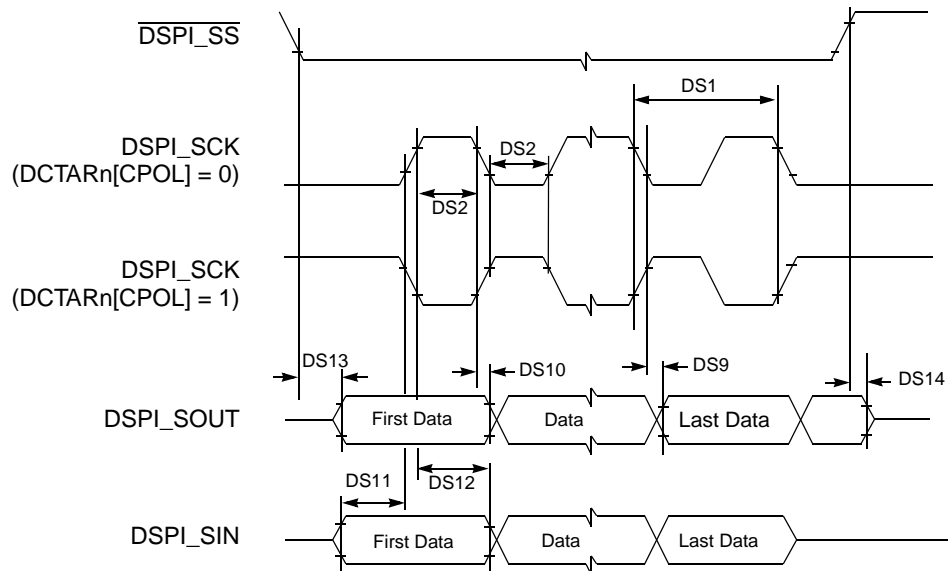 DSPI_SS
DS1
DSPI_SCK
(DCTARn[CPOL] = 0)
DS2
DS2
DSPI_SCK
(DCTARn[CPOL] = 1)
DS13
DS10
DS9
DS14
DSPI_SOUT
First Data
Data
Last Data
DS11
DS12
DSPI_SIN
First Data
Data
Last Data